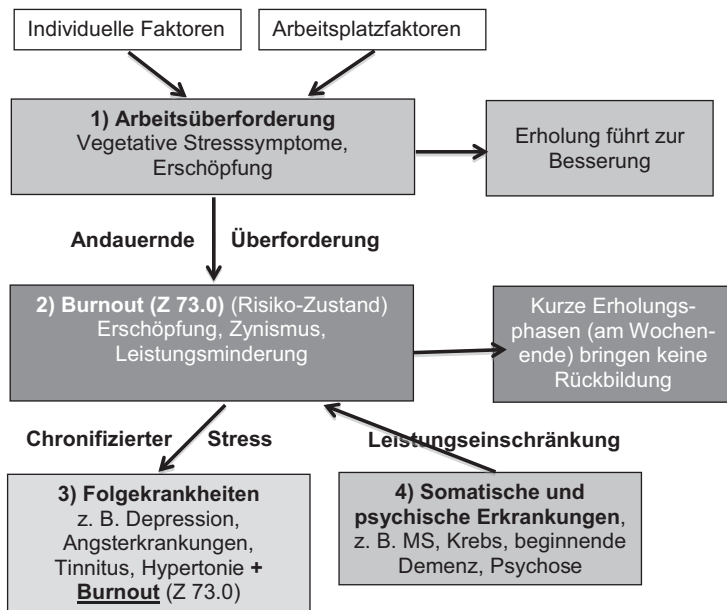 Individuelle Faktoren
Arbeitsplatzfaktoren
1) Arbeitsüberforderung
Vegetative Stresssymptome,
Erschöpfung
Erholung führt zur
Besserung
Andauernde Überforderung
2) Burnout (Z 73.0) (Risiko-Zustand)
Erschöpfung, Zynismus,
Leistungsminderung
Kurze Erholungs-
phasen (am Wochen-
ende) bringen keine
Rückbildung
Chronifizierter Stress
Leistungseinschränkung
3) Folgekrankheiten
z. B. Depression,
Angsterkrankungen,
Tinnitus, Hypertonie +
Burnout (Z 73.0)
4) Somatische und
psychische Erkrankungen,
z. B. MS, Krebs, beginnende
Demenz, Psychose